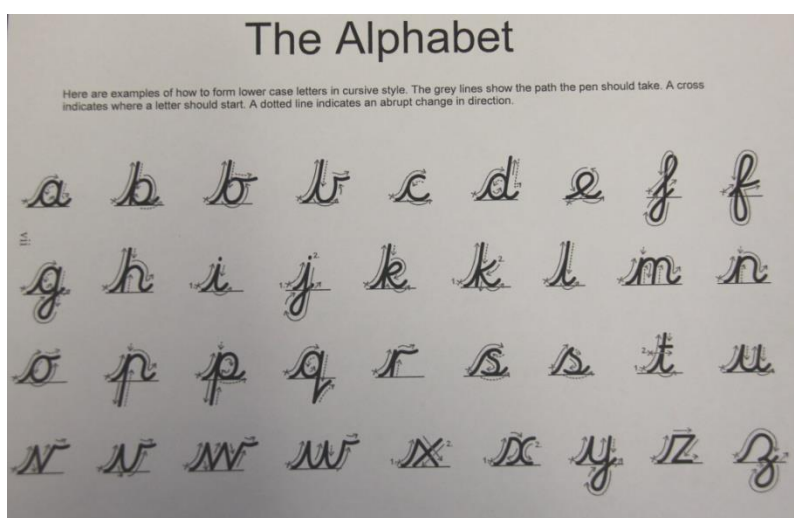 The Alphabet
Here are examples of how to form lower case letters in cursive style. The grey lines show the path the pen should take. A cross
indicates where a letter should start. A dotted line indicates an abrupt change in direction.
a b b b c d e f f
vii
g h i j k k l m n
o p p q r s s t u
v v w w x x y z z